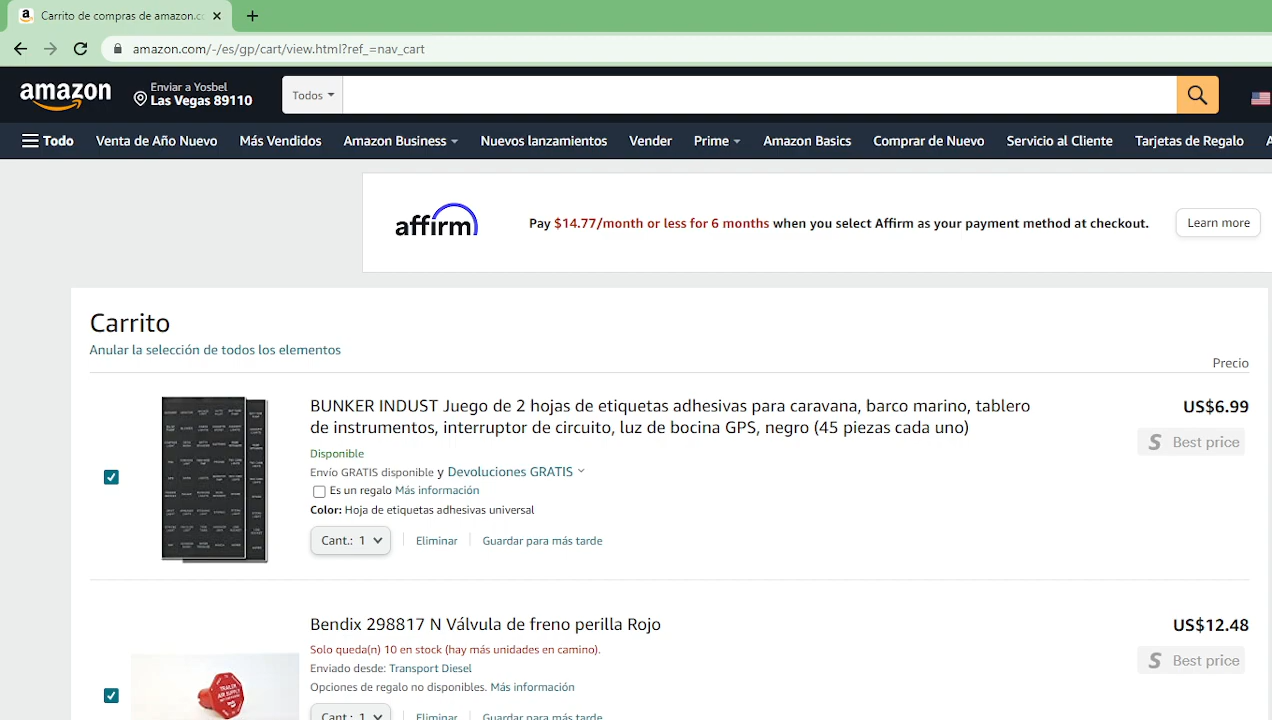 Carrito de compras de amazon.cc
amazon.com/-/es/gp/cart/view.html?ref_=nav_cart
amazon
Enviar a Yosbel
Las Vegas 89110
Todos
Todo Venta de Año Nuevo Más Vendidos Amazon Business Nuevos lanzamientos Vender Prime Amazon Basics Comprar de Nuevo Servicio al Cliente Tarjetas de Regalo A
affirm
Pay $14.77/month or less for 6 months when you select Affirm as your payment method at checkout.
Learn more
Carrito
Anular la selección de todos los elementos
Precio
BUNKER INDUST Juego de 2 hojas de etiquetas adhesivas para caravana, barco marino, tablero
de instrumentos, interruptor de circuito, luz de bocina GPS, negro (45 piezas cada uno)
US$6.99
Best price
Disponible
Envío GRATIS disponible y Devoluciones GRATIS
Es un regalo Más información
Color: Hoja de etiquetas adhesivas universal
Cant.: 1 Eliminar Guardar para más tarde
Bendix 298817 N Válvula de freno perilla Rojo
US$12.48
Best price
Solo queda(n) 10 en stock (hay más unidades en camino).
Enviado desde: Transport Diesel
Opciones de regalo no disponibles. Más información
TRAILER
AIR SUPPLY
Cant.: 1 Eliminar Guardar para más tarde